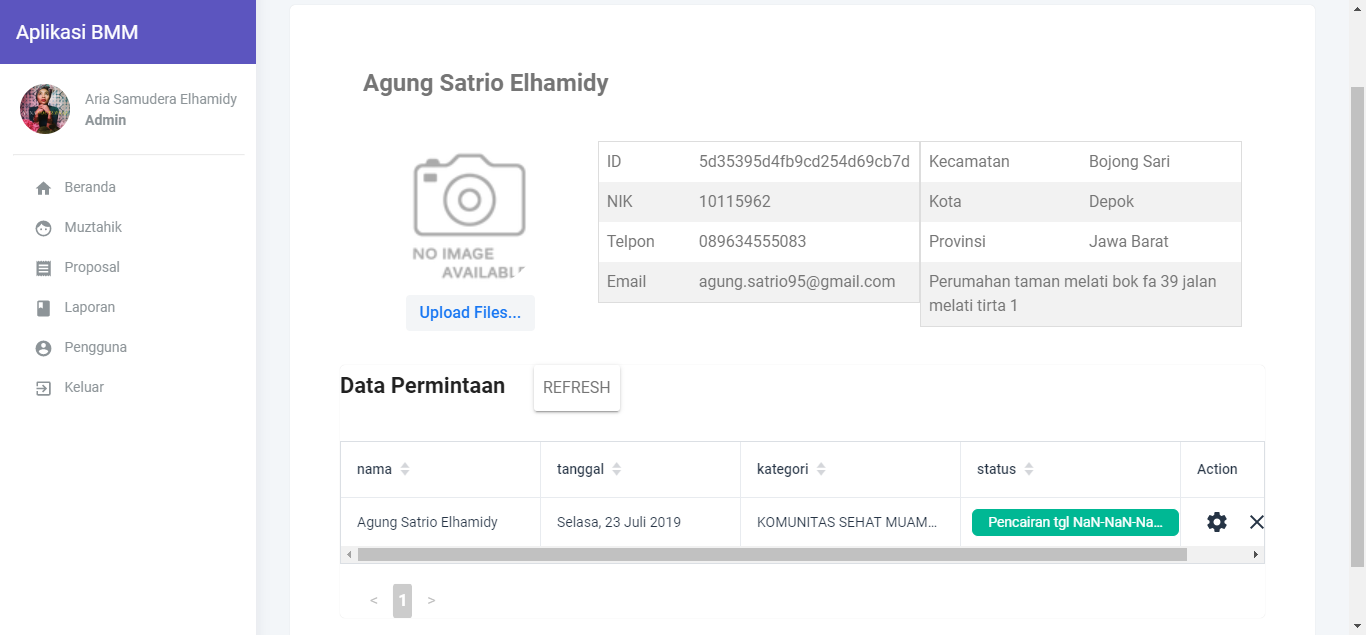 Aplikasi BMM
Aria Samudera Elhamidy
Admin
Beranda
Muztahik
Proposal
Laporan
Pengguna
Keluar
Agung Satrio Elhamidy
NO IMAGE
AVAILABL
Upload Files...
ID 5d35395d4fb9cd254d69cb7d
NIK 10115962
Telpon 089634555083
Email agung.satrio95@gmail.com
Kecamatan Bojong Sari
Kota Depok
Provinsi Jawa Barat
Perumahan taman melati bok fa 39 jalan
melati tirta 1
Data Permintaan REFRESH
nama tanggal kategori status Action
Agung Satrio Elhamidy Selasa, 23 Juli 2019 KOMUNITAS SEHAT MUAM... Pencairan tgl NaN-NaN-Na...
< 1 >